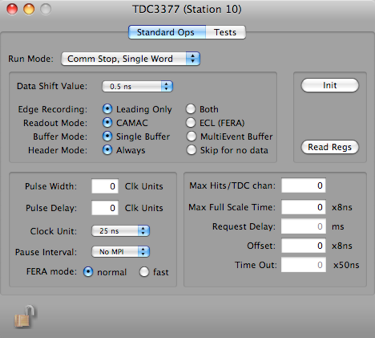 TDC3377 (Station 10)
Standard Ops Tests
Run Mode: Comm Stop, Single Word
Data Shift Value: 0.5 ns
Edge Recording: Leading Only Both
Readout Mode: CAMAC ECL (FERA)
Buffer Mode: Single Buffer MultiEvent Buffer
Header Mode: Always Skip for no data
Init
Read Regs
Pulse Width: 0 Clk Units
Pulse Delay: 0 Clk Units
Clock Unit: 25 ns
Pause Interval: No MPI
FERA mode: normal fast
Max Hits/TDC chan: 0
Max Full Scale Time: 0 x8ns
Request Delay: 0 ms
Offset: 0 x8ns
Time Out: 0 x50ns